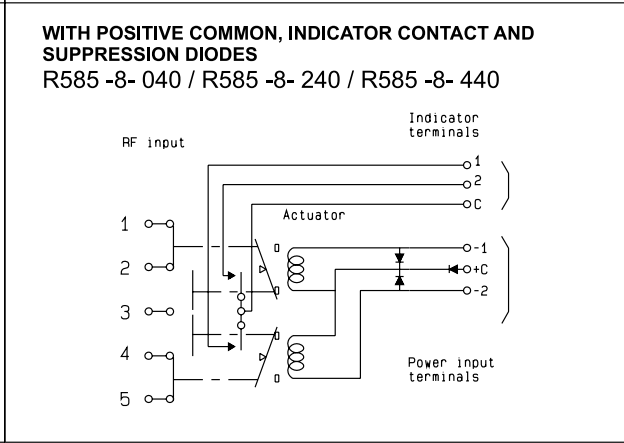 WITH POSITIVE COMMON, INDICATOR CONTACT AND
SUPPRESSION DIODES
R585 -8- 040 / R585 -8- 240 / R585 -8- 440
Indicator
terminals
RF input
1
2
C
Actuator
1
2
3
4
5
-1
+C
-2
Power input
terminals